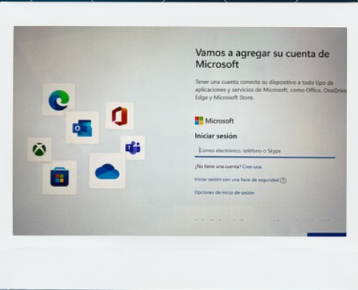 Vamos a agregar su cuenta de
Microsoft
Tener una cuenta conecta su dispositivo a todo tipo de
aplicaciones y servicios de Microsoft, como Office, OneDrive
Edge y Microsoft Store.
Microsoft
Iniciar sesión
Correo electrónico, teléfono o Skype
¿No tiene una cuenta? Cree una.
Iniciar sesión con una llave de seguridad
Opciones de inicio de sesión